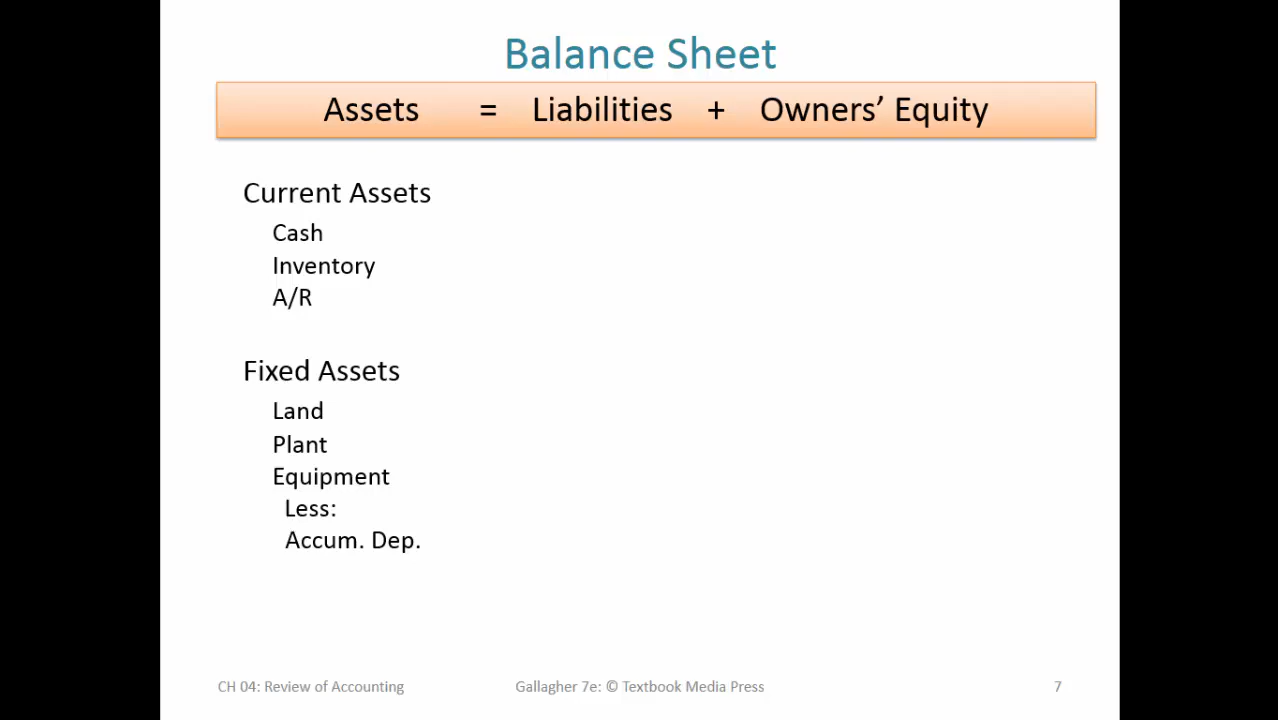 Balance Sheet
Assets = Liabilities + Owners’ Equity
Current Assets
Cash
Inventory
A/R
Fixed Assets
Land
Plant
Equipment
Less:
Accum. Dep.
CH 04: Review of Accounting Gallagher 7e: © Textbook Media Press 7